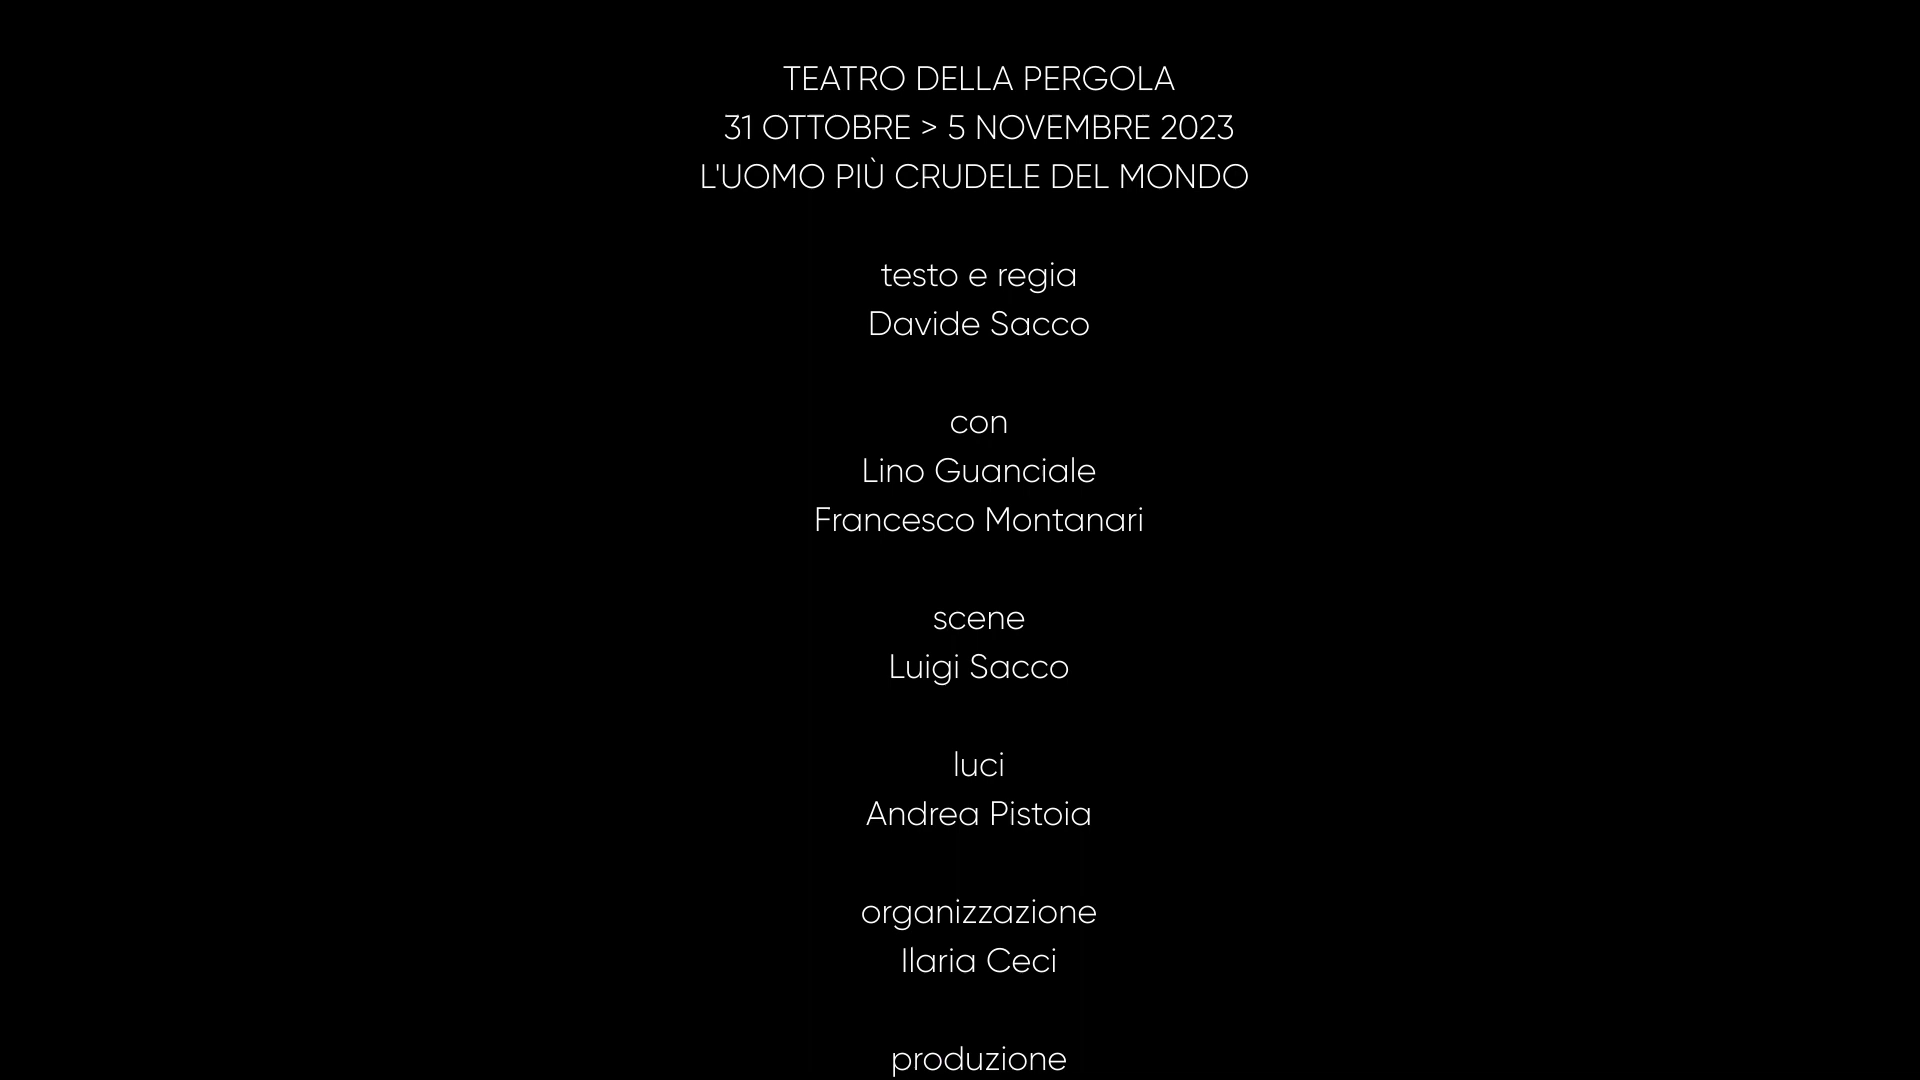 TEATRO DELLA PERGOLA
31 OTTOBRE > 5 NOVEMBRE 2023
L'UOMO PIÙ CRUDELE DEL MONDO
testo e regia
Davide Sacco
con
Lino Guanciale
Francesco Montanari
scene
Luigi Sacco
luci
Andrea Pistoia
organizzazione
Ilaria Ceci
produzione